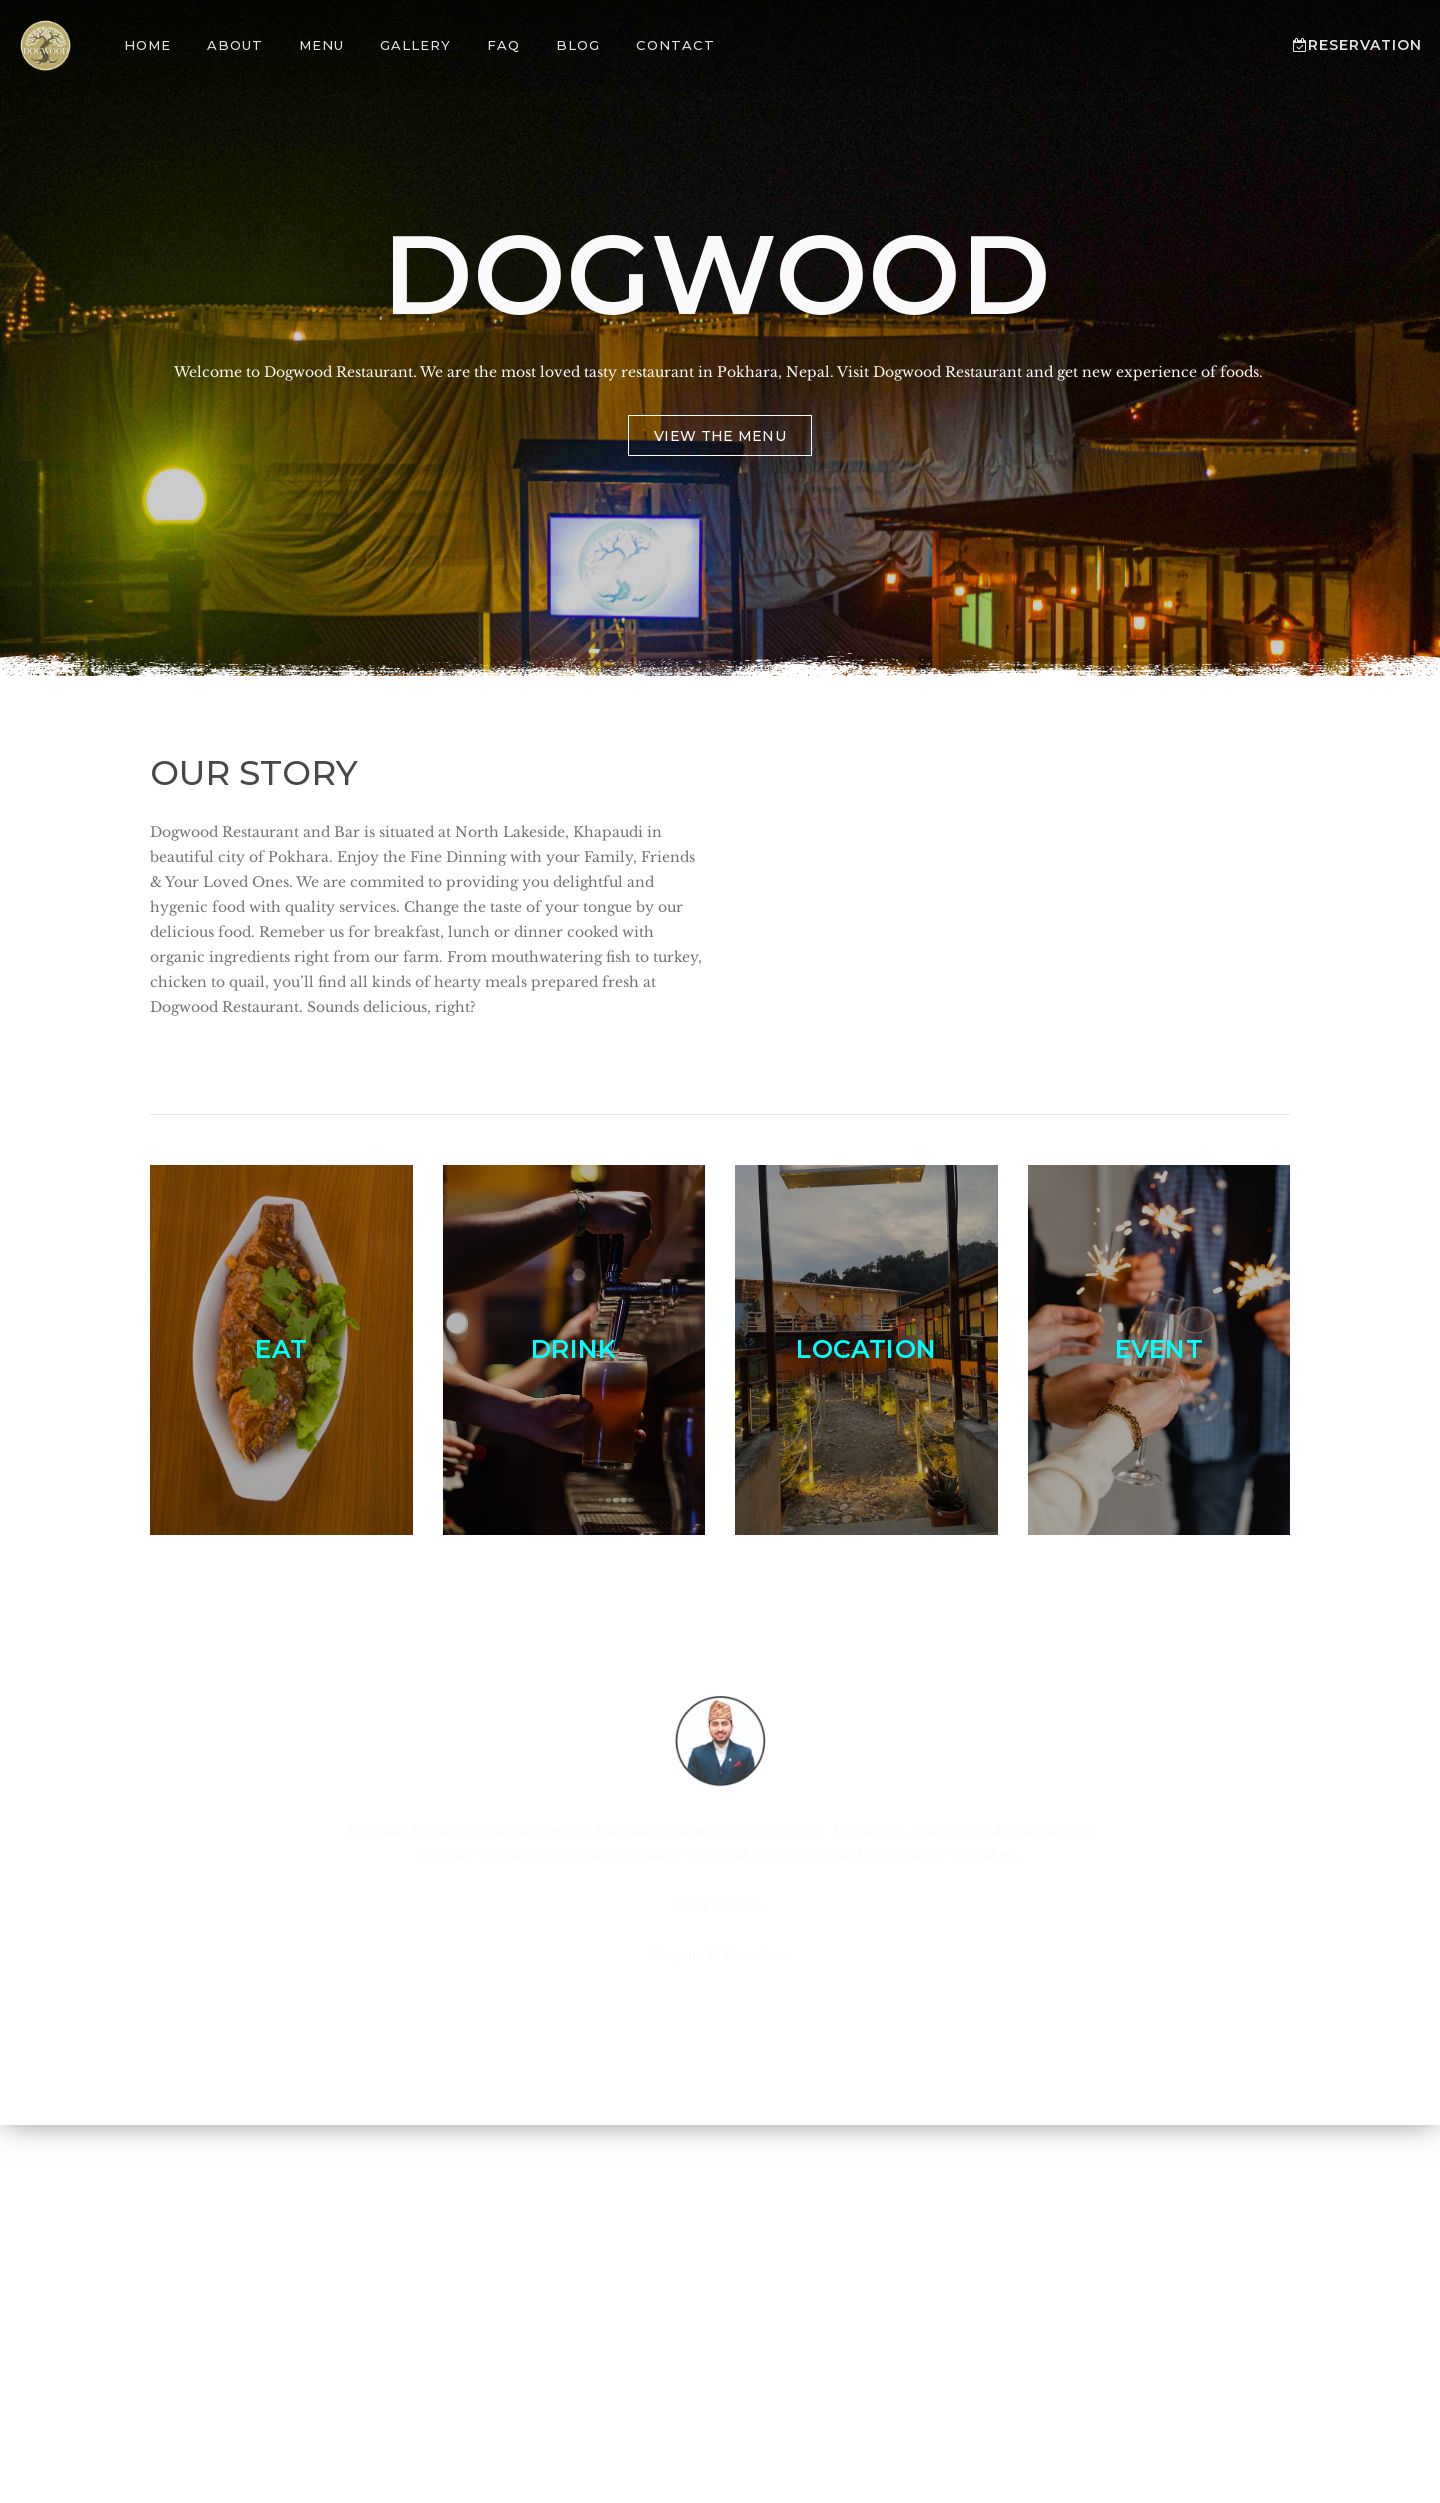 DOGWOOD
HOME
ABOUT
MENU
GALLERY
FAQ
BLOG
CONTACT
RESERVATION
DOGWOOD
Welcome to Dogwood Restaurant. We are the most loved tasty restaurant in Pokhara, Nepal. Visit Dogwood Restaurant and get new experience of foods.
VIEW THE MENU
OUR STORY
Dogwood Restaurant and Bar is situated at North Lakeside, Khapaudi in
beautiful city of Pokhara. Enjoy the Fine Dinning with your Family, Friends
& Your Loved Ones. We are commited to providing you delightful and
hygenic food with quality services. Change the taste of your tongue by our
delicious food. Remeber us for breakfast, lunch or dinner cooked with
organic ingredients right from our farm. From mouthwatering fish to turkey,
chicken to quail, you’ll find all kinds of hearty meals prepared fresh at
Dogwood Restaurant. Sounds delicious, right?
EAT
DRINK
LOCATION
EVENT